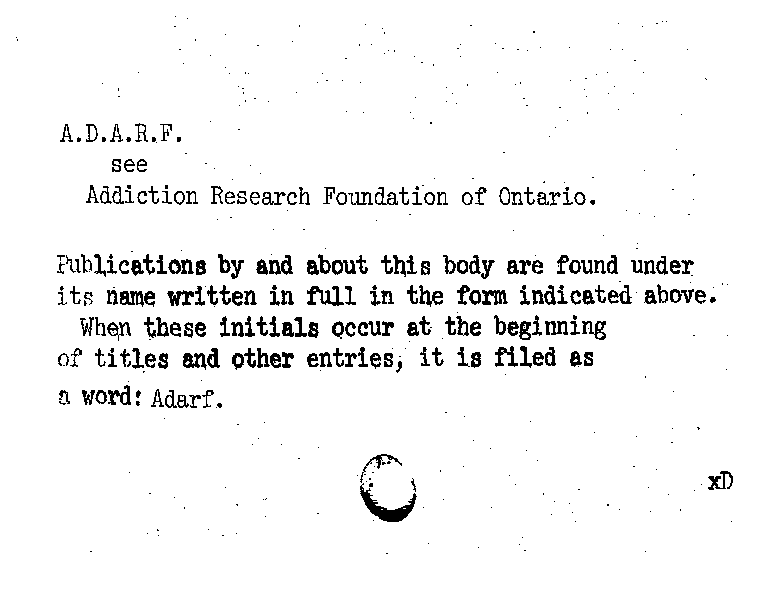 A.D.A.R.F.
see
Addiction Research Foundation of Ontario.
Publications by and about this body are found under
its name written in full in the form indicated above.
When these initials occur at the beginning
of titles and other entries, it is filed as
a word: Adarf.
xD